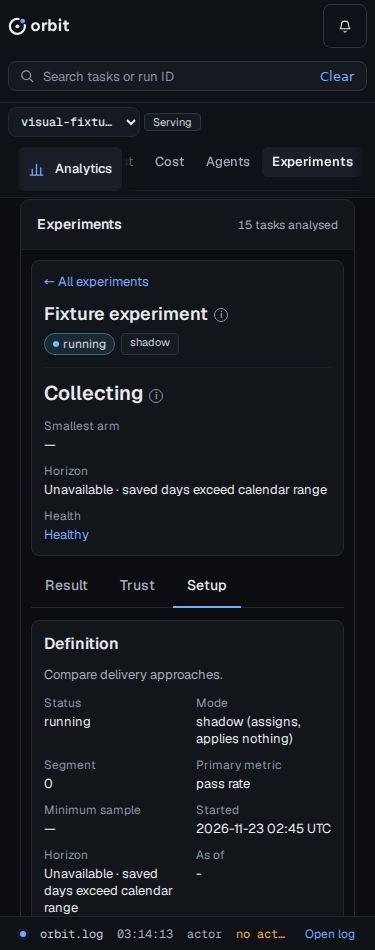 orbit
Search tasks or run ID Clear
visual-fixtu… Serving
Analytics Cost Agents Experiments
Experiments 15 tasks analysed
← All experiments
Fixture experiment
running shadow
Collecting
Smallest arm
—
Horizon
Unavailable · saved days exceed calendar range
Health
Healthy
Result Trust Setup
Definition
Compare delivery approaches.
Status Mode
running shadow (assigns,
applies nothing)
Segment Primary metric
0 pass rate
Minimum sample Started
— 2026-11-23 02:45 UTC
Horizon As of
Unavailable · saved -
days exceed calendar
range
orbit.log 03:14:13 actor no act… Open log